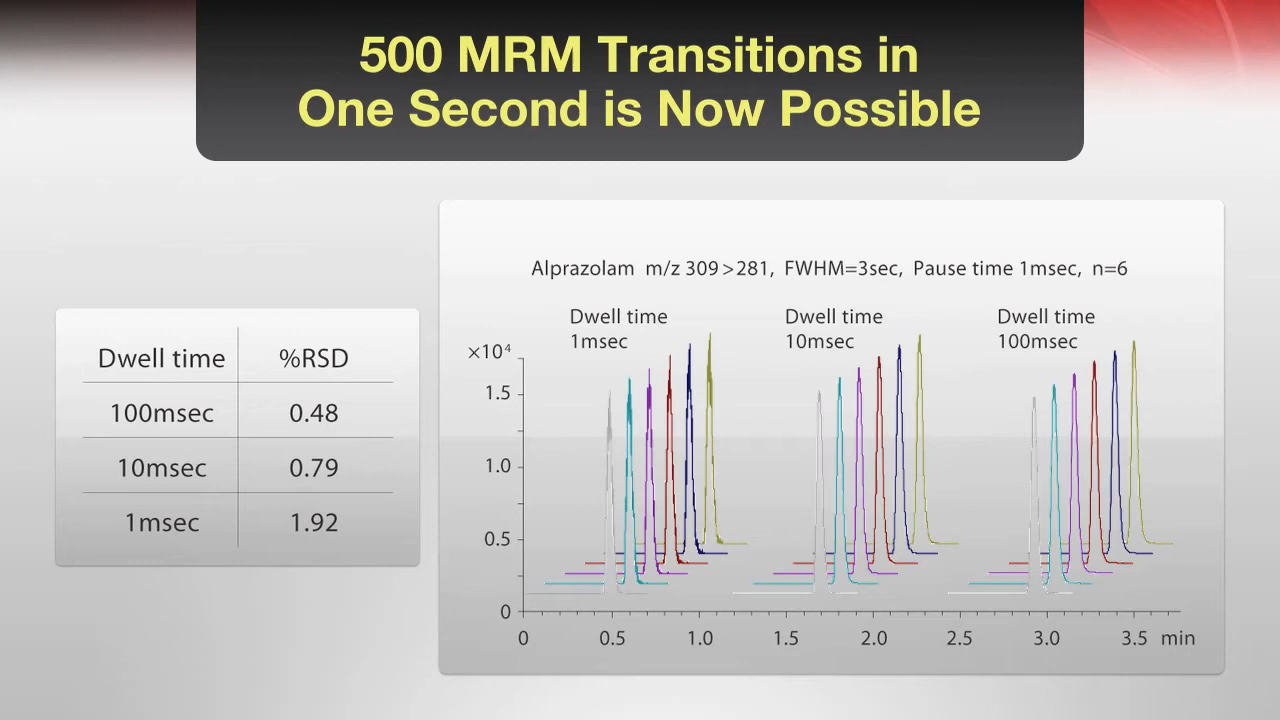 500 MRM Transitions in
One Second is Now Possible
Dwell time %RSD
100msec 0.48
10msec 0.79
1msec 1.92
Alprazolam m/z 309>281, FWHM=3sec, Pause time 1msec, n=6
Dwell time
1msec
Dwell time
10msec
Dwell time
100msec
×10⁴
1.5
1.0
0.5
0
0 0.5 1.0 1.5 2.0 2.5 3.0 3.5 min